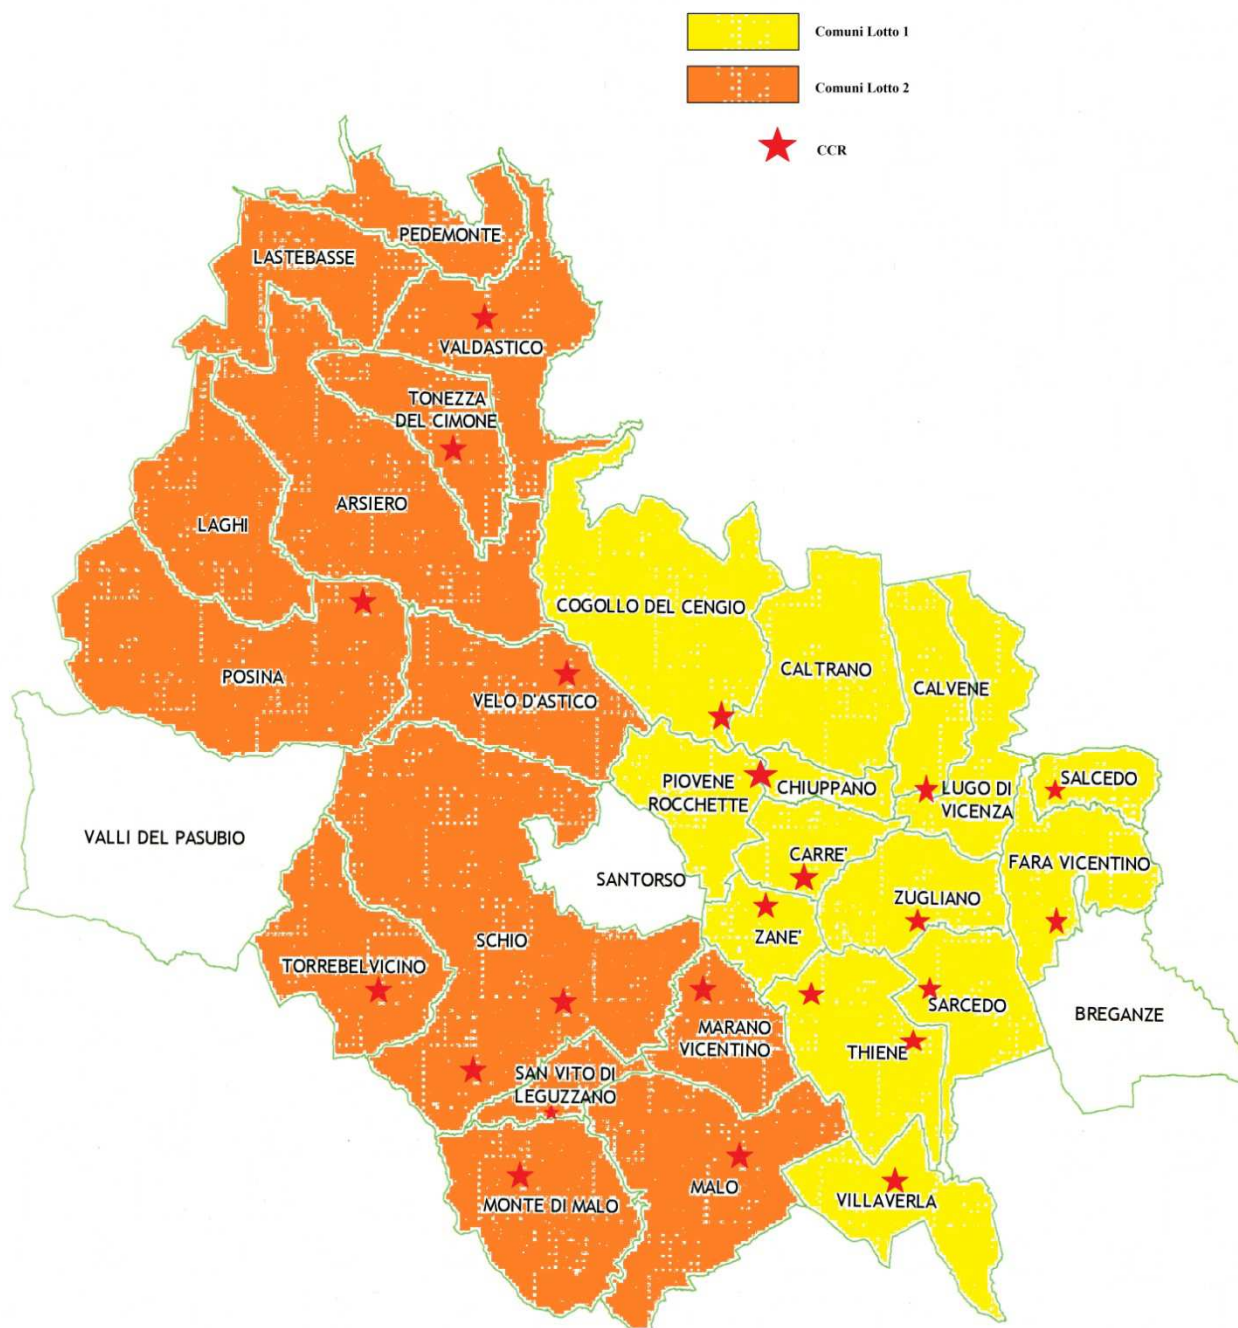 Comuni Lotto 1
Comuni Lotto 2
CCR
PEDEMONTE
LASTEBASSE
VALDASTICO
TONEZZA
DEL CIMONE
ARSIERO
LAGHI
COGOLLO DEL CENGIO
CALTRANO
POSINA
CALVENE
VELO D'ASTICO
PIOVENE
ROCCHETTE
CHIUPPANO
LUGO DI
VICENZA
SALCEDO
VALLI DEL PASUBIO
SANTORSO
CARRE'
FARA VICENTINO
ZUGLIANO
ZANE'
SCHIO
TORREBELVICINO
SARCEDO
BREGANZE
MARANO
VICENTINO
THIENE
SAN VITO DI
LEGUZZANO
MALO
MONTE DI MALO
VILLAVERLA